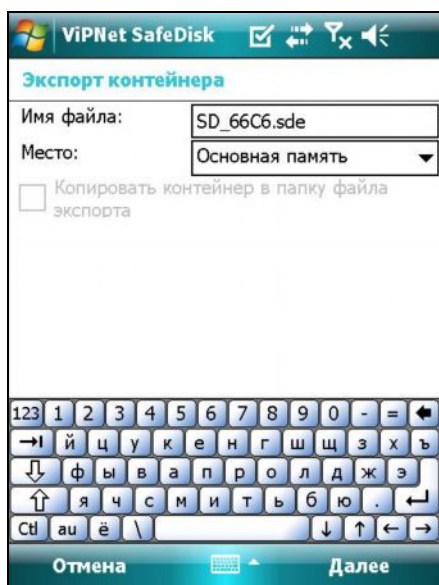 ViPNet SafeDisk
Экспорт контейнера
Имя файла:
SD_66C6.sde
Место:
Основная память
Копировать контейнер в папку файла
экспорта
123 1 2 3 4 5 6 7 8 9 0 - =
й ц у к е н г ш щ з х ъ
ф ы в а п р о л д ж э
я ч с м и т ь б ю .
Ctl au ё \
Отмена
Далее